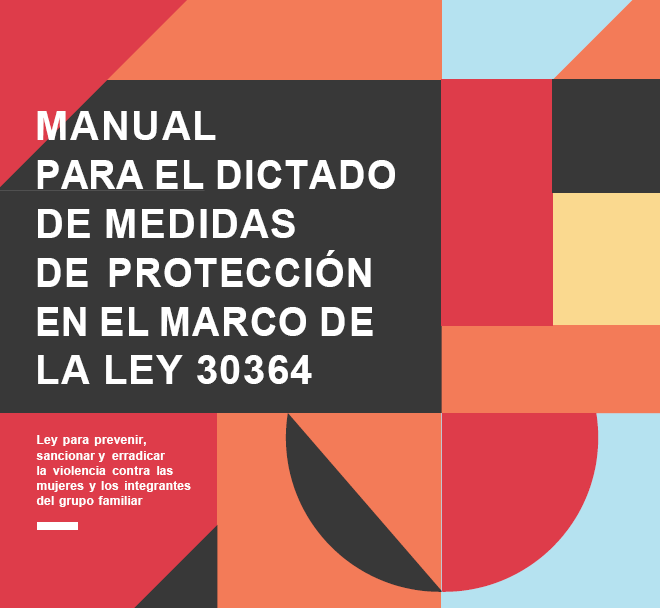 MANUAL
PARA EL DICTADO
DE MEDIDAS
DE PROTECCIÓN
EN EL MARCO DE
LA LEY 30364
Ley para prevenir,
sancionar y erradicar
la violencia contra las
mujeres y los integrantes
del grupo familiar